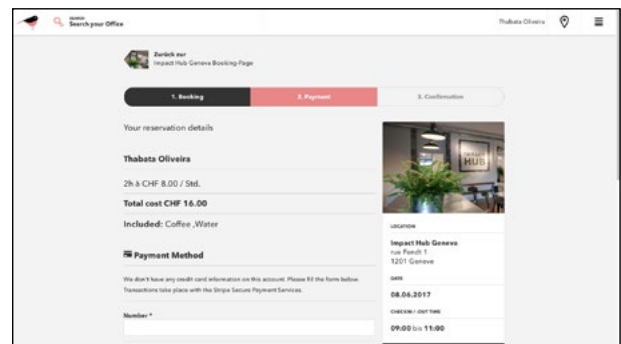 Search your Office
Thabata Oliveira
Zurück zur
Impact Hub Geneva Booking-Page
1. Booking
2. Payment
3. Confirmation
Your reservation details
Thabata Oliveira
2h à CHF 8.00 / Std.
Total cost CHF 16.00
Included: Coffee ,Water
Payment Method
We don't have any credit card information on this account. Please fill the form below.
Transactions take place with the Stripe Secure Payment Services.
Number *
HUB
LOCATION
Impact Hub Geneva
rue Fendt 1
1201 Geneve
DATE
08.06.2017
CHECKIN / -OUT TIME
09:00 bis 11:00